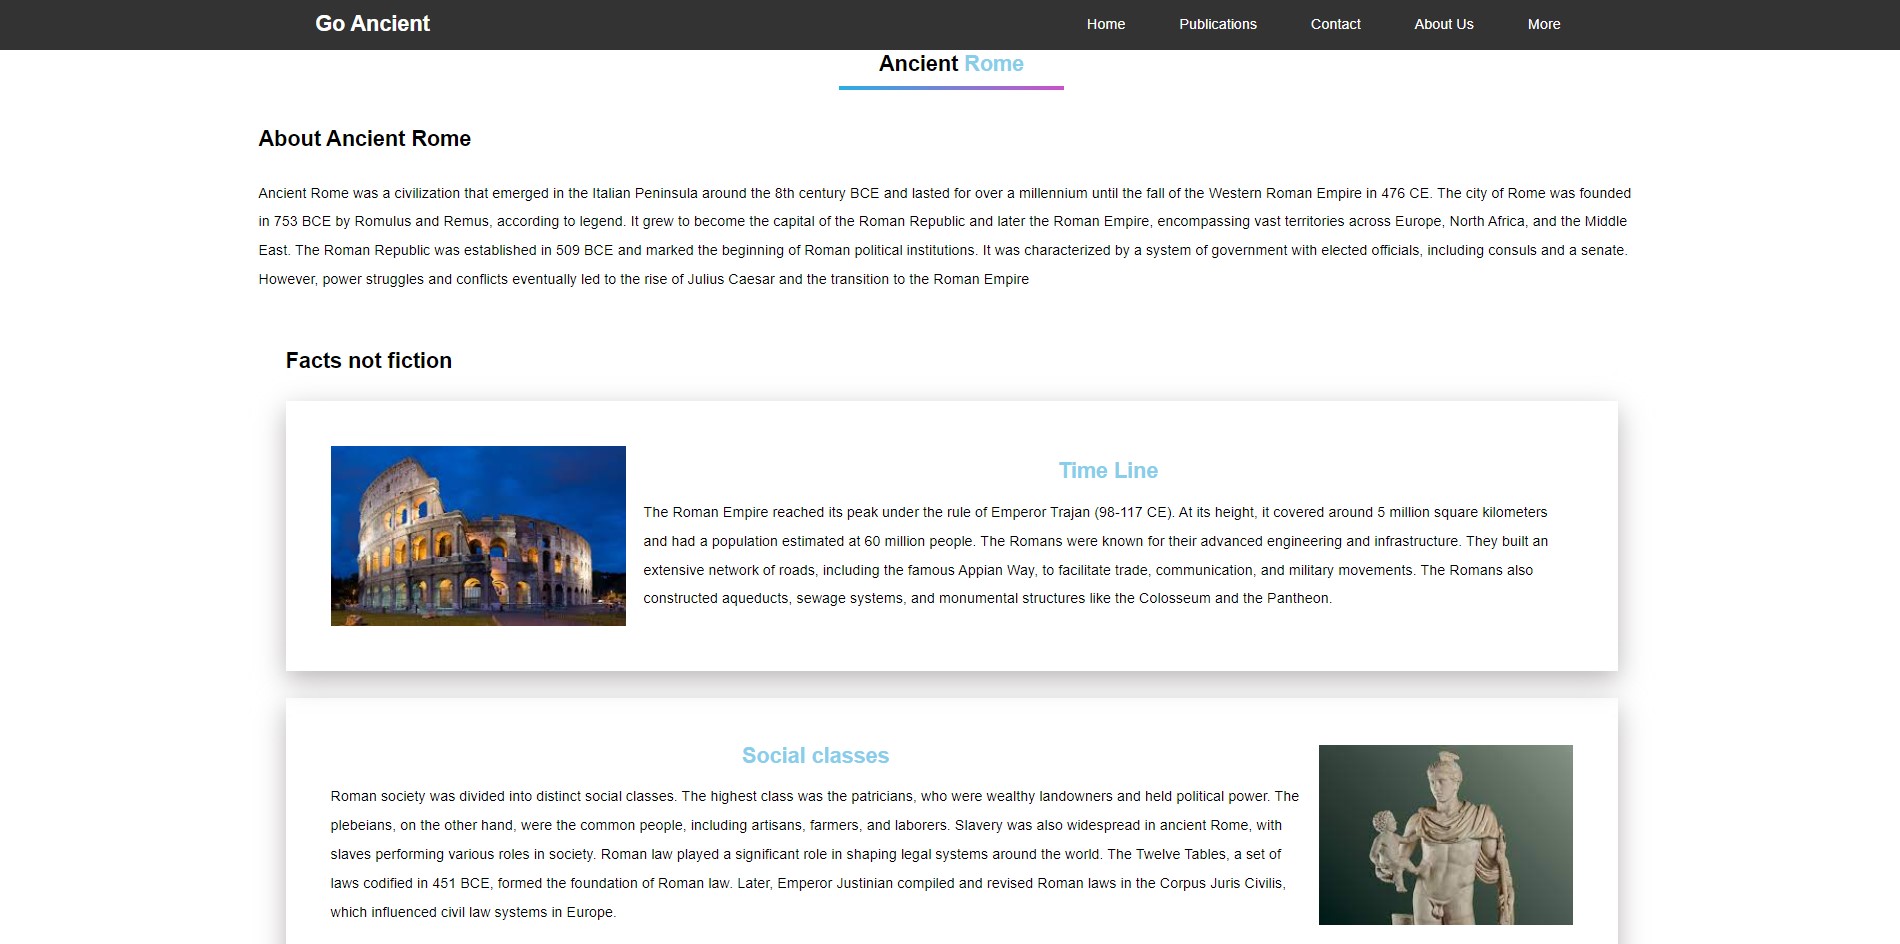 Go Ancient
Home Publications Contact About Us More
Ancient Rome
About Ancient Rome
Ancient Rome was a civilization that emerged in the Italian Peninsula around the 8th century BCE and lasted for over a millennium until the fall of the Western Roman Empire in 476 CE. The city of Rome was founded
in 753 BCE by Romulus and Remus, according to legend. It grew to become the capital of the Roman Republic and later the Roman Empire, encompassing vast territories across Europe, North Africa, and the Middle
East. The Roman Republic was established in 509 BCE and marked the beginning of Roman political institutions. It was characterized by a system of government with elected officials, including consuls and a senate.
However, power struggles and conflicts eventually led to the rise of Julius Caesar and the transition to the Roman Empire
Facts not fiction
Time Line
The Roman Empire reached its peak under the rule of Emperor Trajan (98-117 CE). At its height, it covered around 5 million square kilometers
and had a population estimated at 60 million people. The Romans were known for their advanced engineering and infrastructure. They built an
extensive network of roads, including the famous Appian Way, to facilitate trade, communication, and military movements. The Romans also
constructed aqueducts, sewage systems, and monumental structures like the Colosseum and the Pantheon.
Social classes
Roman society was divided into distinct social classes. The highest class was the patricians, who were wealthy landowners and held political power. The
plebeians, on the other hand, were the common people, including artisans, farmers, and laborers. Slavery was also widespread in ancient Rome, with
slaves performing various roles in society. Roman law played a significant role in shaping legal systems around the world. The Twelve Tables, a set of
laws codified in 451 BCE, formed the foundation of Roman law. Later, Emperor Justinian compiled and revised Roman laws in the Corpus Juris Civilis,
which influenced civil law systems in Europe.